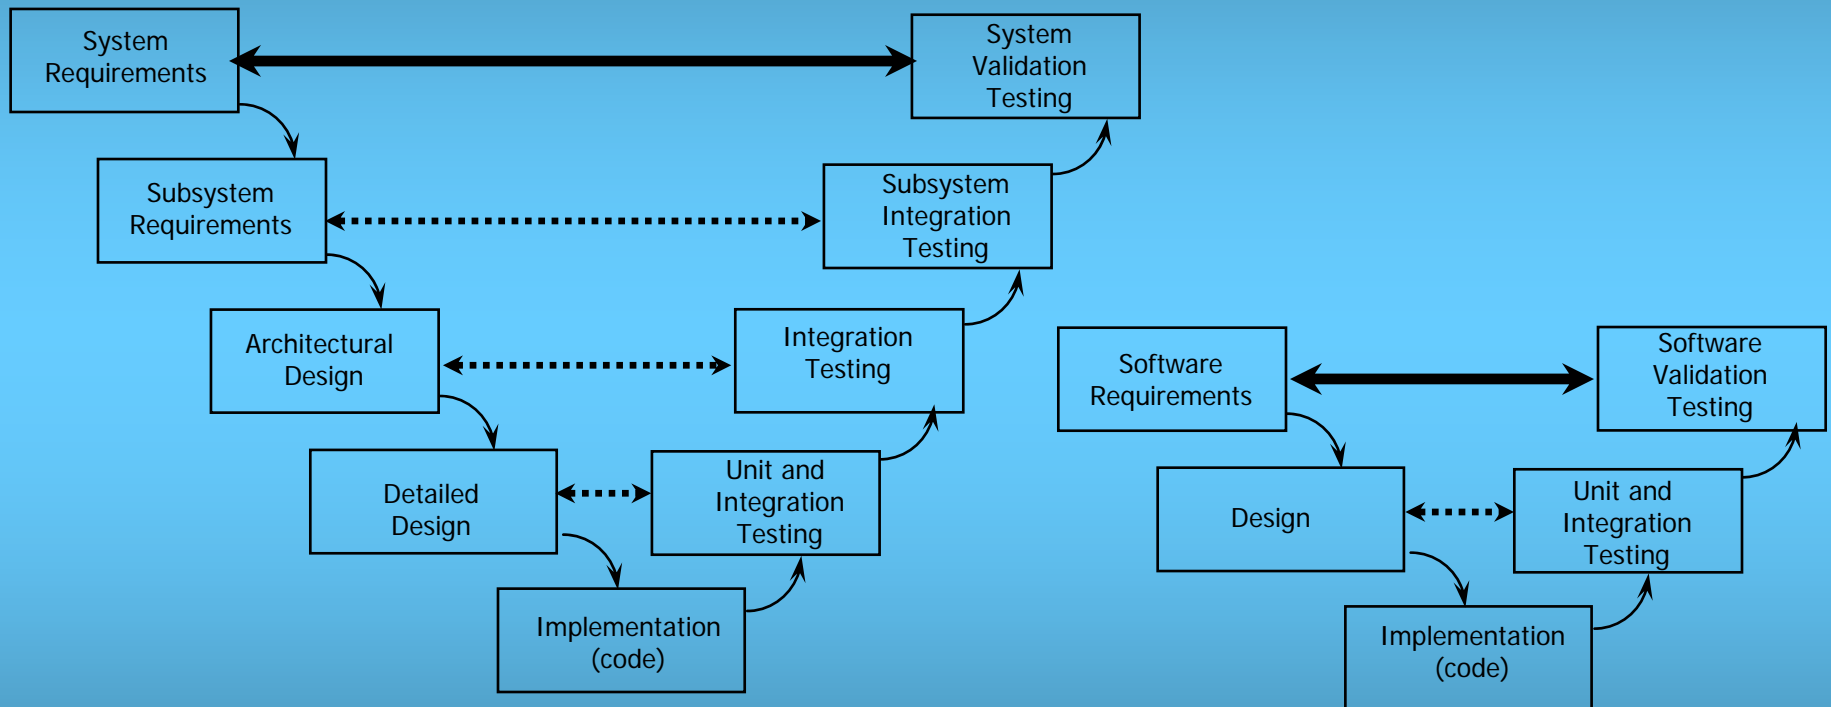 System
Requirements
System
Validation
Testing
Subsystem
Requirements
Subsystem
Integration
Testing
Architectural
Design
Integration
Testing
Detailed
Design
Unit and
Integration
Testing
Implementation
(code)
Software
Requirements
Software
Validation
Testing
Design
Unit and
Integration
Testing
Implementation
(code)